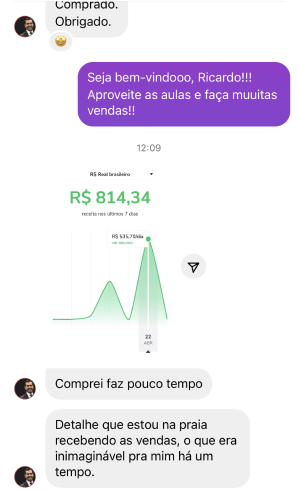 Comprado.
Obrigado.
Seja bem-vindooo, Ricardo!!!
Aproveite as aulas e faça muuitas
vendas!!
12:09
R$ Real brasileiro
R$ 814,34
receita nos últimos 7 dias
R$ 535,70/dia
22
ABR
Comprei faz pouco tempo
Detalhe que estou na praia
recebendo as vendas, o que era
inimaginável pra mim há um
tempo.